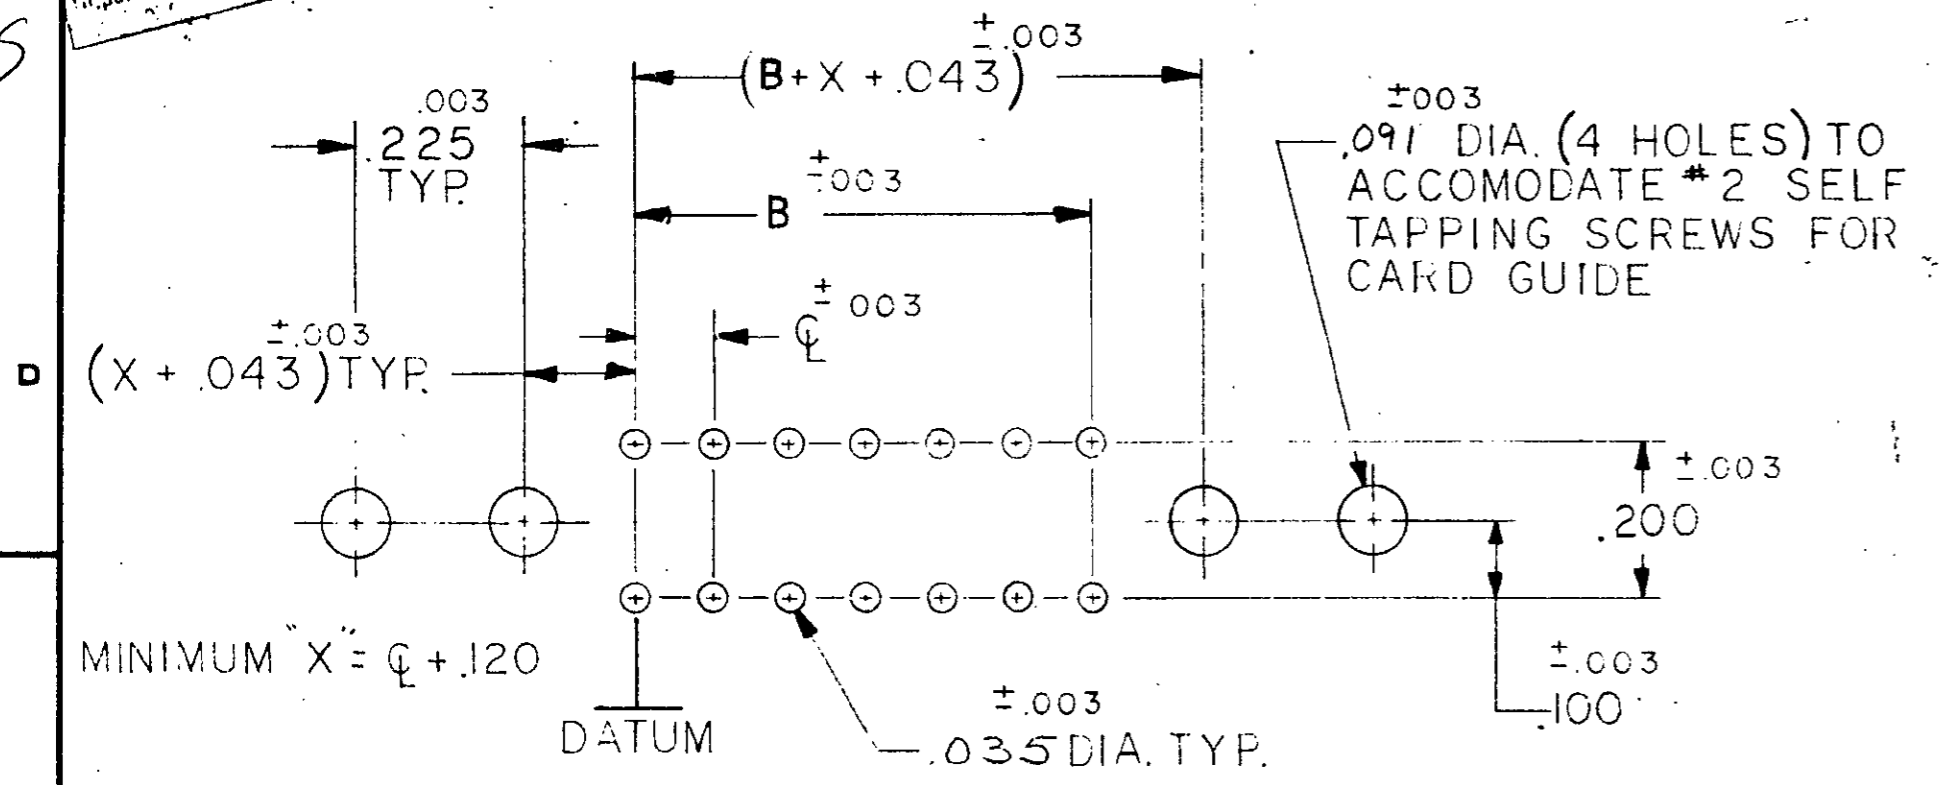 ±.003
(B+X +.043)
.003
.225
TYP.
±003
.091 DIA. (4 HOLES) TO
ACCOMODATE #2 SELF
TAPPING SCREWS FOR
CARD GUIDE
±003
B
± 003
℄
±.003
(X + .043) TYP.
D
±.003
.200
MINIMUM "X" = ℄ + .120
±.003
.100
DATUM
±.003
.035 DIA. TYP.